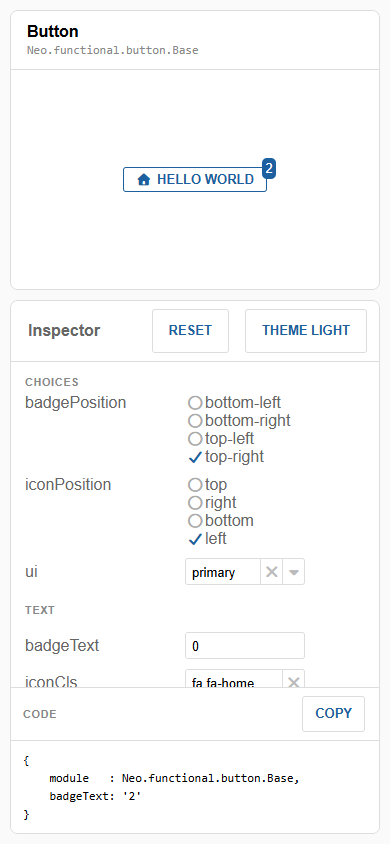 Button
Neo.functional.button.Base
2
HELLO WORLD
Inspector
RESET
THEME LIGHT
CHOICES
badgePosition
bottom-left
bottom-right
top-left
top-right
iconPosition
top
right
bottom
left
ui
primary
TEXT
badgeText
0
iconCls
fa fa-home
CODE
COPY
{
    module   : Neo.functional.button.Base,
    badgeText: '2'
}